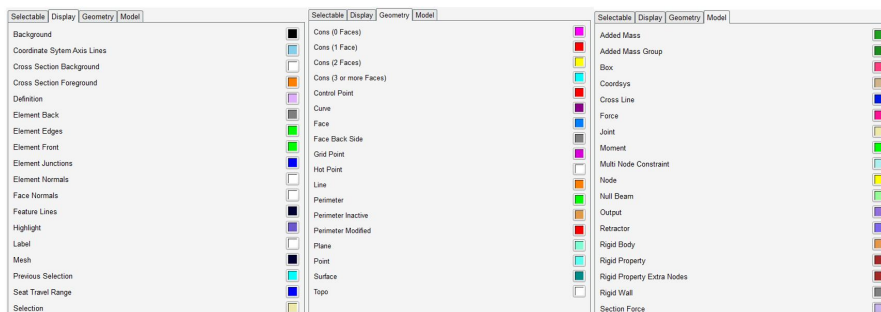 Selectable Display Geometry Model
Background
Coordinate Sytem Axis Lines
Cross Section Background
Cross Section Foreground
Definition
Element Back
Element Edges
Element Front
Element Junctions
Element Normals
Face Normals
Feature Lines
Highlight
Label
Mesh
Previous Selection
Seat Travel Range
Selection
Selectable Display Geometry Model
Cons (0 Faces)
Cons (1 Face)
Cons (2 Faces)
Cons (3 or more Faces)
Control Point
Curve
Face
Face Back Side
Grid Point
Hot Point
Line
Perimeter
Perimeter Inactive
Perimeter Modified
Plane
Point
Surface
Topo
Selectable Display Geometry Model
Added Mass
Added Mass Group
Box
Coordsys
Cross Line
Force
Joint
Moment
Multi Node Constraint
Node
Null Beam
Output
Retractor
Rigid Body
Rigid Property
Rigid Property Extra Nodes
Rigid Wall
Section Force